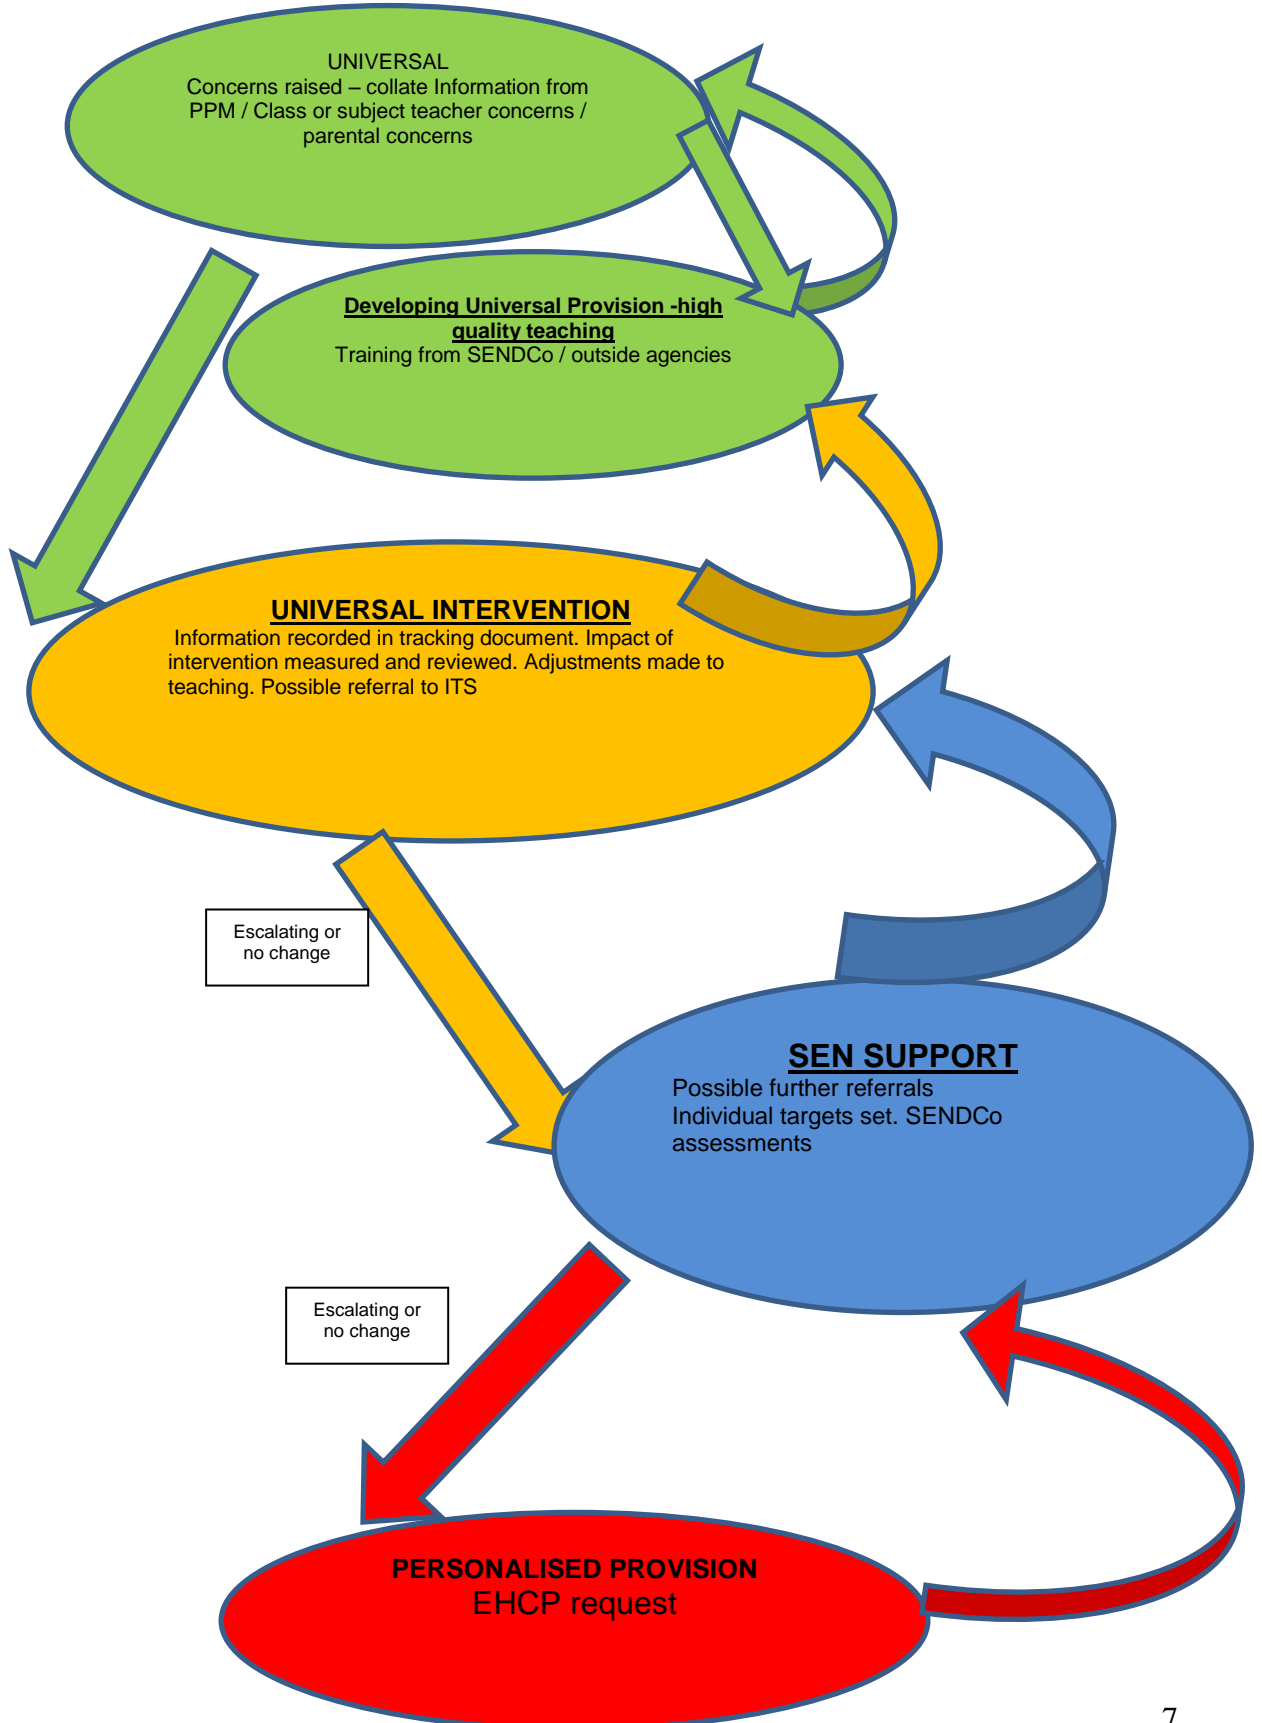 UNIVERSAL
Concerns raised – collate Information from
PPM / Class or subject teacher concerns /
parental concerns
Developing Universal Provision -high
quality teaching
Training from SENDCo / outside agencies
UNIVERSAL INTERVENTION
Information recorded in tracking document. Impact of
intervention measured and reviewed. Adjustments made to
teaching. Possible referral to ITS
Escalating or
no change
SEN SUPPORT
Possible further referrals
Individual targets set. SENDCo
assessments
Escalating or
no change
PERSONALISED PROVISION
EHCP request
7